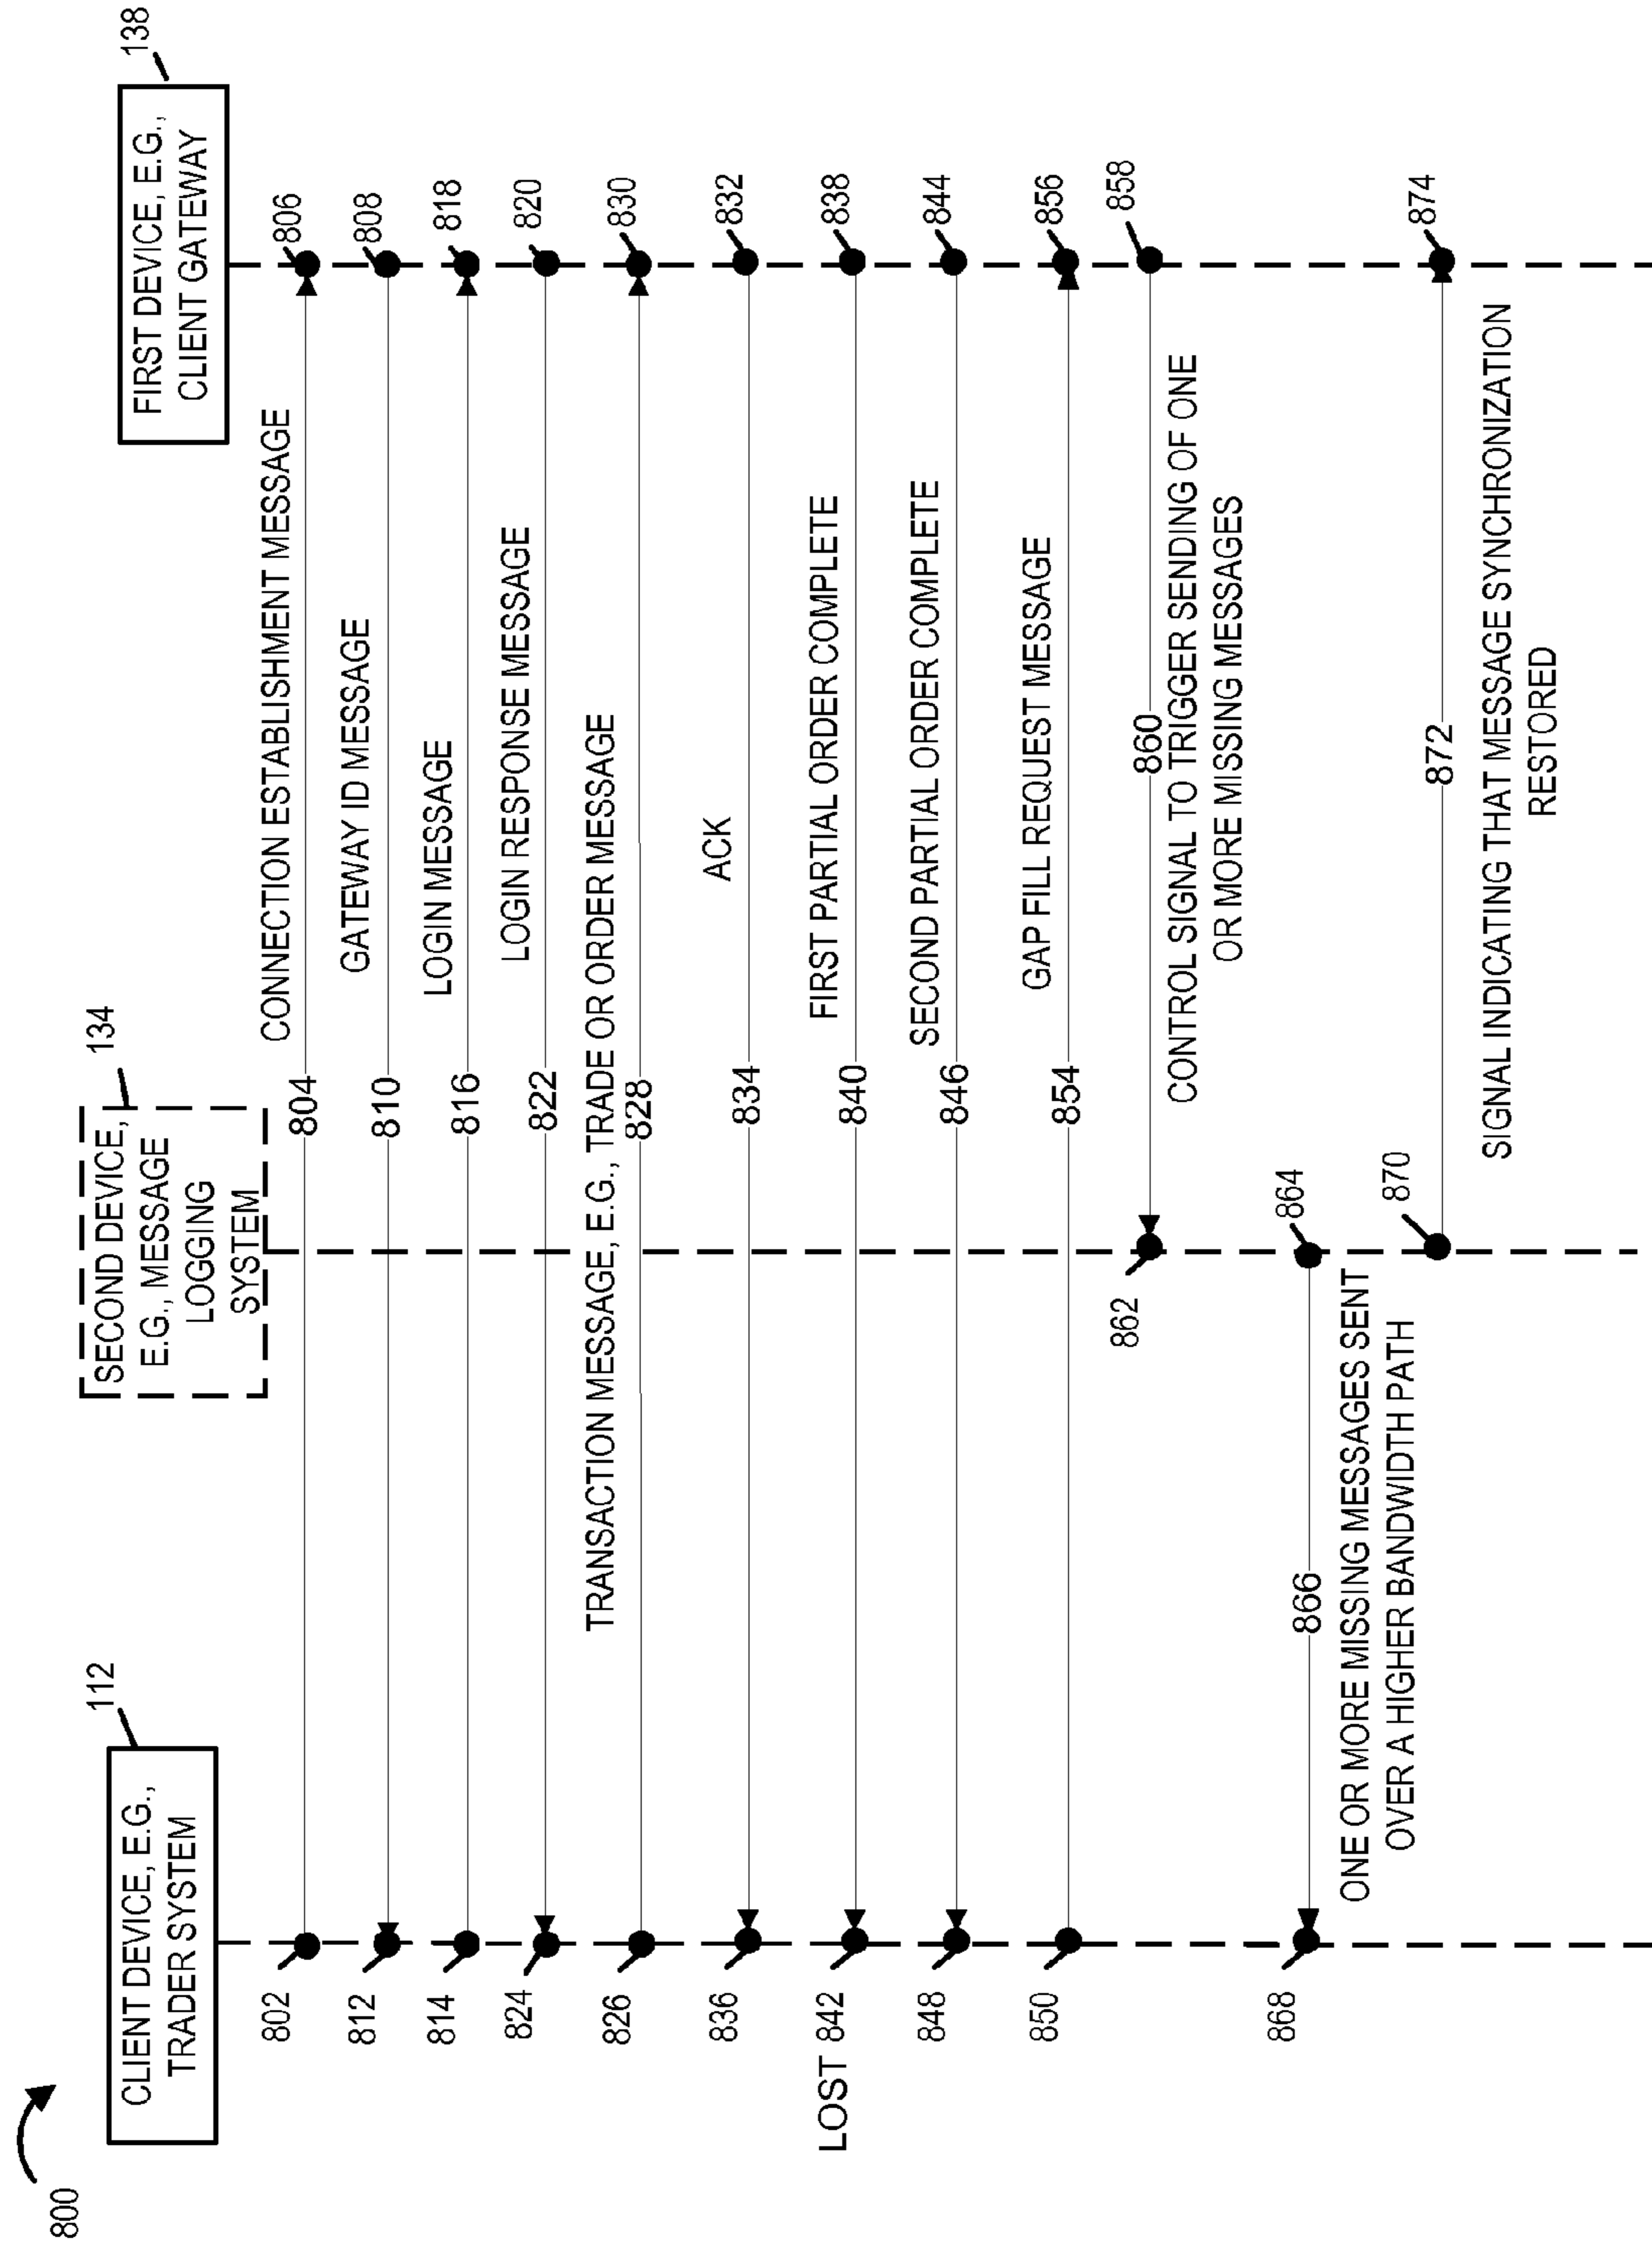 800
CLIENT DEVICE, E.G.,
TRADER SYSTEM
112
SECOND DEVICE,
E.G., MESSAGE
LOGGING
SYSTEM
134
FIRST DEVICE, E.G.,
CLIENT GATEWAY
138
CONNECTION ESTABLISHMENT MESSAGE
802
804
806
GATEWAY ID MESSAGE
812
810
808
LOGIN MESSAGE
814
816
818
LOGIN RESPONSE MESSAGE
824
822
820
TRANSACTION MESSAGE, E.G., TRADE OR ORDER MESSAGE
826
828
830
ACK
836
834
832
FIRST PARTIAL ORDER COMPLETE
LOST 842
840
838
SECOND PARTIAL ORDER COMPLETE
848
846
844
GAP FILL REQUEST MESSAGE
850
854
856
862
860
858
CONTROL SIGNAL TO TRIGGER SENDING OF ONE
OR MORE MISSING MESSAGES
868
866
864
ONE OR MORE MISSING MESSAGES SENT
OVER A HIGHER BANDWIDTH PATH
870
872
874
SIGNAL INDICATING THAT MESSAGE SYNCHRONIZATION
RESTORED